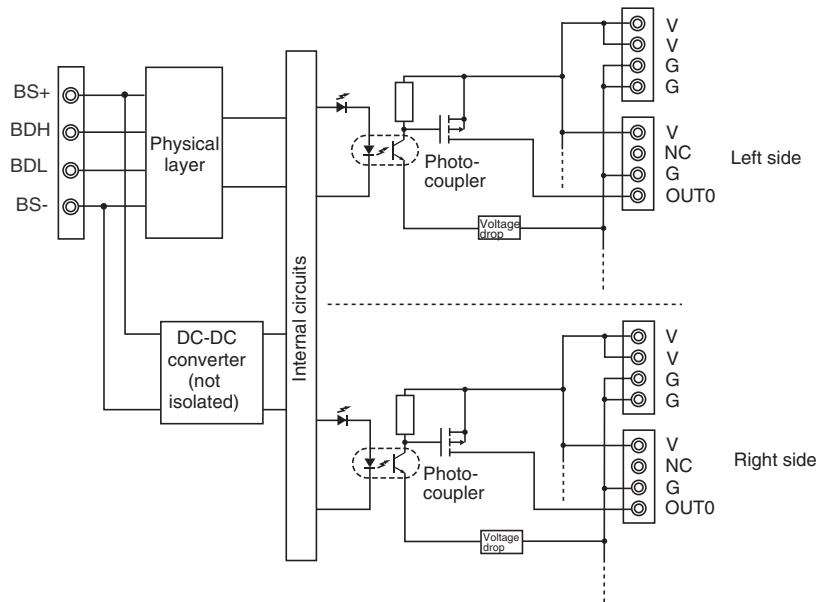 BS+
BDH
BDL
BS-
Physical
layer
DC-DC
converter
(not
isolated)
Internal circuits
Photo-
coupler
Voltage
drop
V
V
G
G
V
NC
G
OUT0
Left side
Photo-
coupler
Voltage
drop
V
V
G
G
V
NC
G
OUT0
Right side